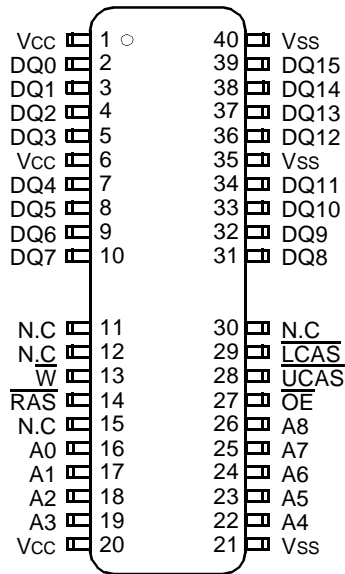 VCC 1 40 VSS
DQ0 2 39 DQ15
DQ1 3 38 DQ14
DQ2 4 37 DQ13
DQ3 5 36 DQ12
VCC 6 35 VSS
DQ4 7 34 DQ11
DQ5 8 33 DQ10
DQ6 9 32 DQ9
DQ7 10 31 DQ8
N.C 11 30 N.C
N.C 12 29 LCAS
W 13 28 UCAS
RAS 14 27 OE
N.C 15 26 A8
A0 16 25 A7
A1 17 24 A6
A2 18 23 A5
A3 19 22 A4
VCC 20 21 VSS